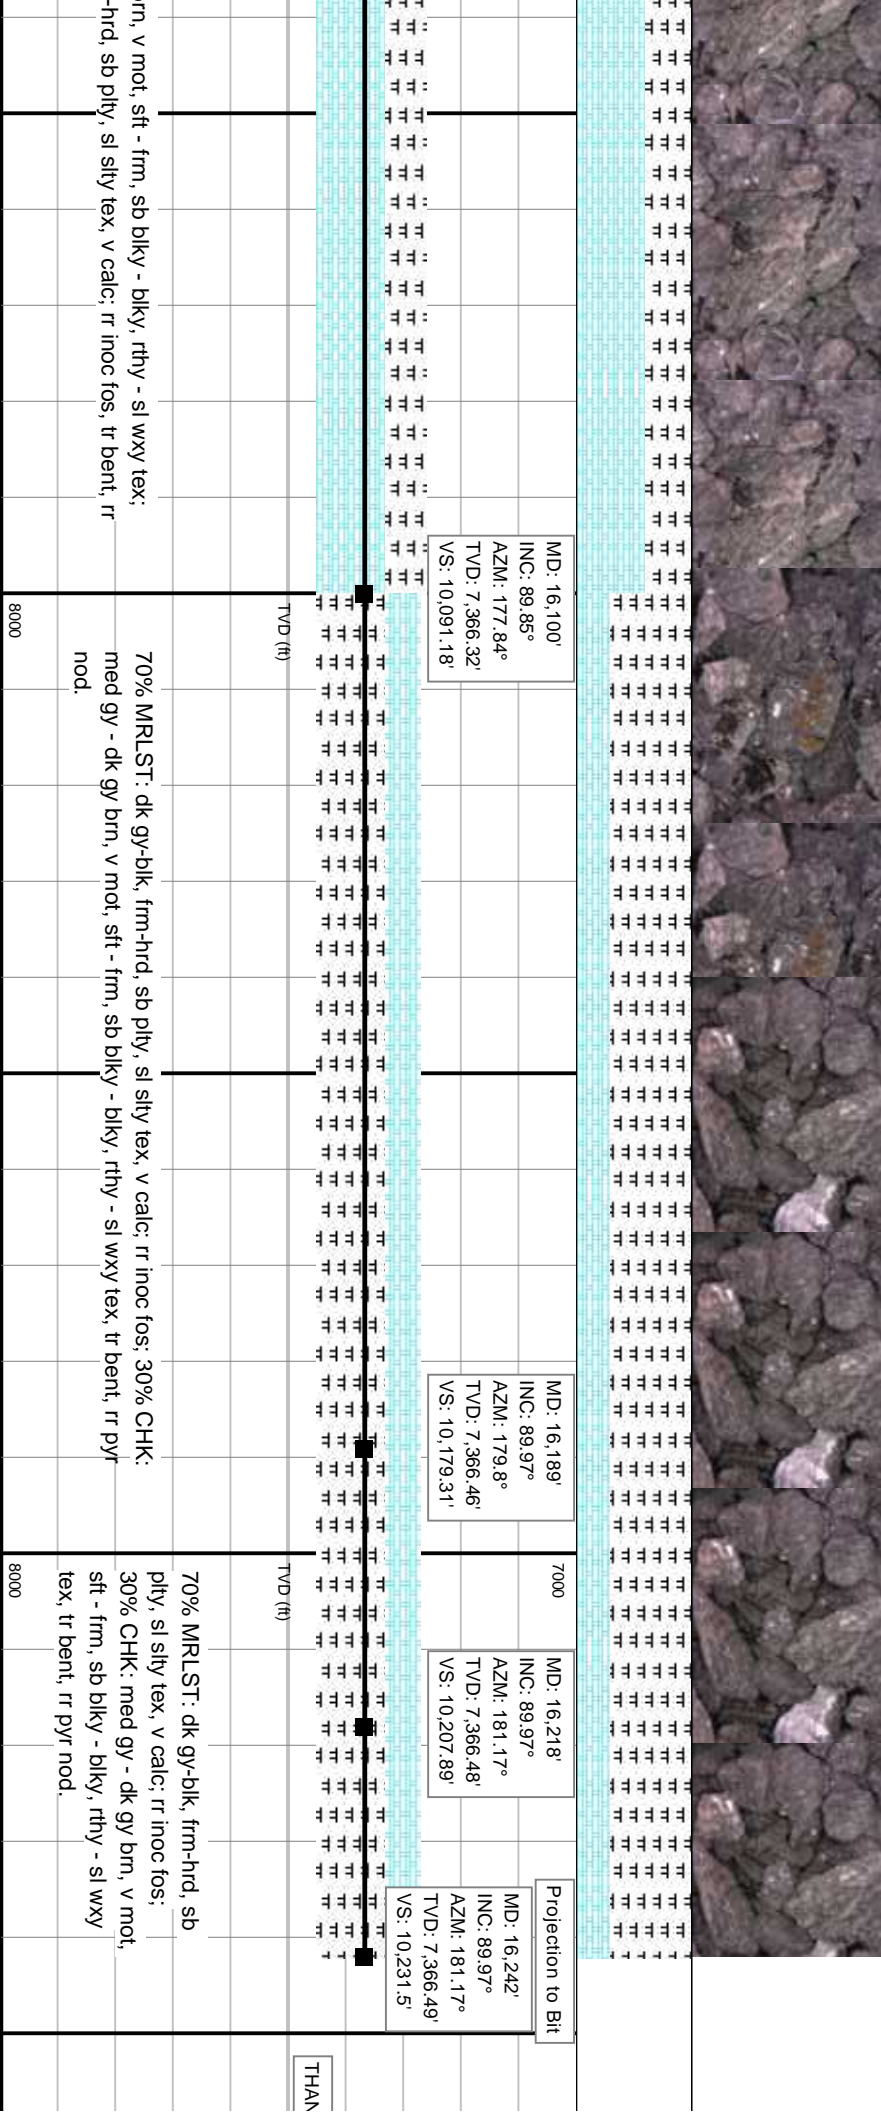 rn, v mot, sft - frm, sb blky - blky, rthy - sl wxy tex;
-hrd, sb plty, sl slty tex, v calc; rr inoc fos, tr bent, rr
MD: 16,100'
INC: 89.85°
AZM: 177.84°
TVD: 7,366.32'
VS: 10,091.18'
TVD (ft)
8000
70% MRLST: dk gy-blk, frm-hrd, sb plty, sl slty tex, v calc; rr inoc fos; 30% CHK:
med gy - dk gy brn, v mot, sft - frm, sb blky - blky, rthy - sl wxy tex, tr bent, rr pyr
nod.
MD: 16,189'
INC: 89.97°
AZM: 179.8°
TVD: 7,366.46'
VS: 10,179.31'
7000
TVD (ft)
8000
70% MRLST: dk gy-blk, frm-hrd, sb
plty, sl slty tex, v calc; rr inoc fos;
30% CHK: med gy - dk gy brn, v mot,
sft - frm, sb blky - blky, rthy - sl wxy
tex, tr bent, rr pyr nod.
MD: 16,218'
INC: 89.97°
AZM: 181.17°
TVD: 7,366.48'
VS: 10,207.89'
Projection to Bit
MD: 16,242'
INC: 89.97°
AZM: 181.17°
TVD: 7,366.49'
VS: 10,231.5'
THAN